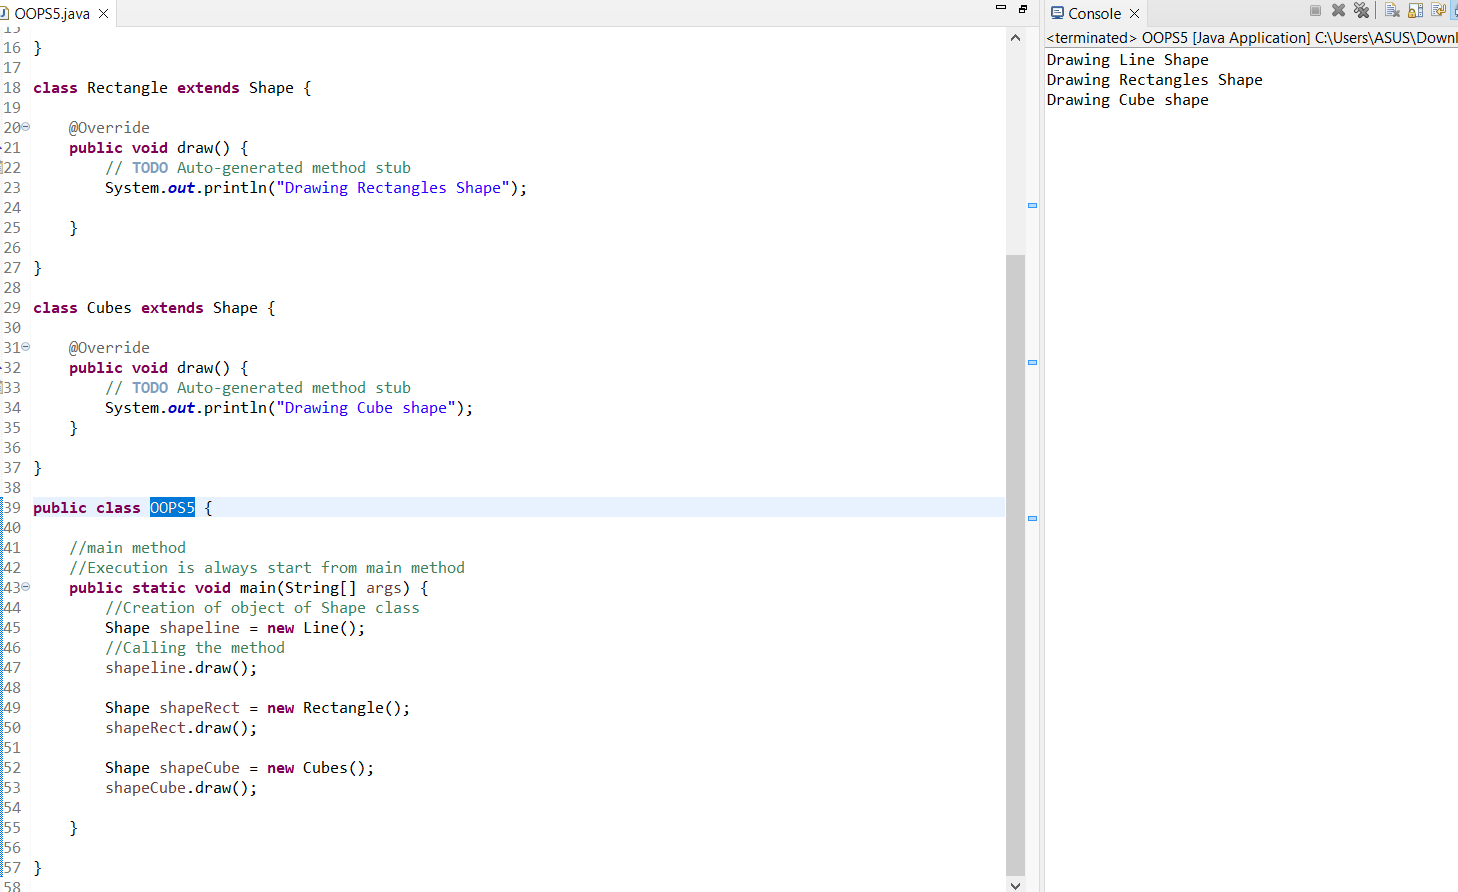 OOPS5.java
16 }
17
18 class Rectangle extends Shape {
19
20 @Override
21 public void draw() {
22 // TODO Auto-generated method stub
23 System.out.println("Drawing Rectangles Shape");
24
25 }
26
27 }
28
29 class Cubes extends Shape {
30
31 @Override
32 public void draw() {
33 // TODO Auto-generated method stub
34 System.out.println("Drawing Cube shape");
35 }
36
37 }
38
39 public class OOPS5 {
40
41 //main method
42 //Execution is always start from main method
43 public static void main(String[] args) {
44 //Creation of object of Shape class
45 Shape shapeline = new Line();
46 //Calling the method
47 shapeline.draw();
48
49 Shape shapeRect = new Rectangle();
50 shapeRect.draw();
51
52 Shape shapeCube = new Cubes();
53 shapeCube.draw();
54
55 }
56
57 }
58
Console
<terminated> OOPS5 [Java Application] C:\Users\ASUS\Downl
Drawing Line Shape
Drawing Rectangles Shape
Drawing Cube shape